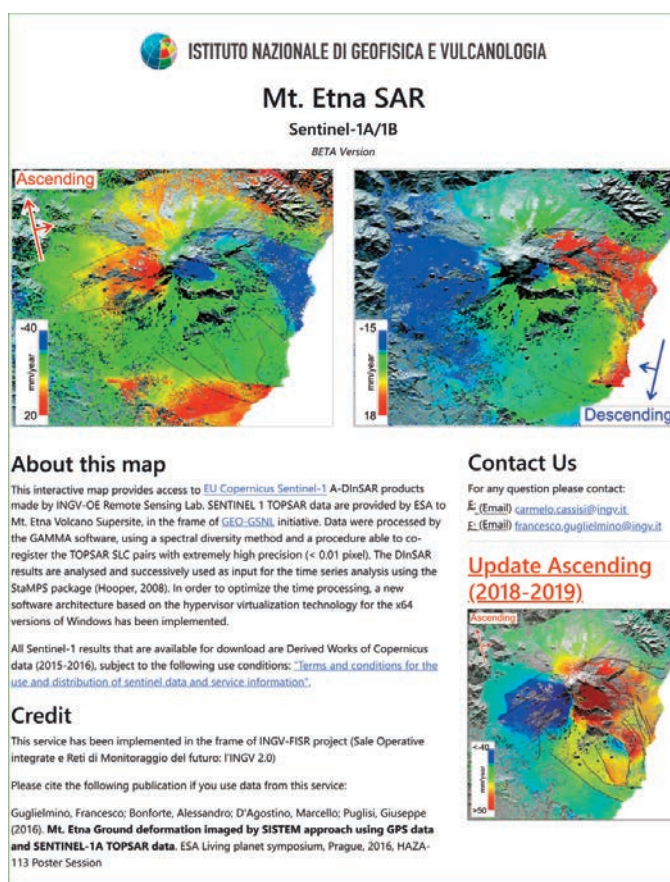 ISTITUTO NAZIONALE DI GEOFISICA E VULCANOLOGIA
Mt. Etna SAR
Sentinel-1A/1B
BETA Version
Ascending
-40
mm/year
20
-15
mm/year
18
Descending
About this map
This interactive map provides access to EU Copernicus Sentinel-1 A-DInSAR products
made by INGV-OE Remote Sensing Lab. SENTINEL 1 TOPSAR data are provided by ESA to
Mt. Etna Volcano Supersite, in the frame of GEO-GSNL initiative. Data were processed by
the GAMMA software, using a spectral diversity method and a procedure able to co-
register the TOPSAR SLC pairs with extremely high precision (< 0.01 pixel). The DInSAR
results are analysed and successively used as input for the time series analysis using the
StaMPS package (Hooper, 2008). In order to optimize the time processing, a new
software architecture based on the hypervisor virtualization technology for the x64
versions of Windows has been implemented.
All Sentinel-1 results that are available for download are Derived Works of Copernicus
data (2015-2016), subject to the following use conditions: "Terms and conditions for the
use and distribution of sentinel data and service information".
Credit
This service has been implemented in the frame of INGV-FISR project (Sale Operative
integrate e Reti di Monitoraggio del futuro: l'INGV 2.0)
Please cite the following publication if you use data from this service:
Guglielmino, Francesco; Bonforte, Alessandro; D'Agostino, Marcello; Puglisi, Giuseppe
(2016). Mt. Etna Ground deformation imaged by SISTEM approach using GPS data
and SENTINEL-1A TOPSAR data. ESA Living planet symposium, Prague, 2016, HAZA-
113 Poster Session
Contact Us
For any question please contact:
E: (Email) carmelo.cassisi@ingv.it
E: (Email) francesco.guglielmino@ingv.it
Update Ascending
(2018-2019)
Ascending
<-40
mm/year
>50